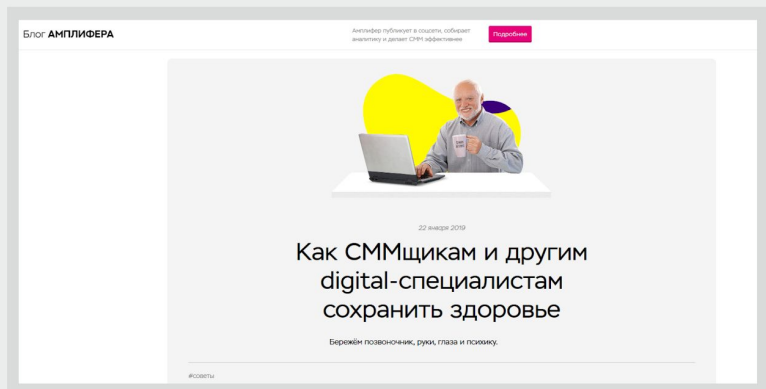 Блог АМПЛИФЕРА
Амплифер публикует в соцсети, собирает
аналитику и делает СММ эффективнее
Подробнее
22 января 2019
Как СММщикам и другим
digital-специалистам
сохранить здоровье
Бережём позвоночник, руки, глаза и психику.
#советы